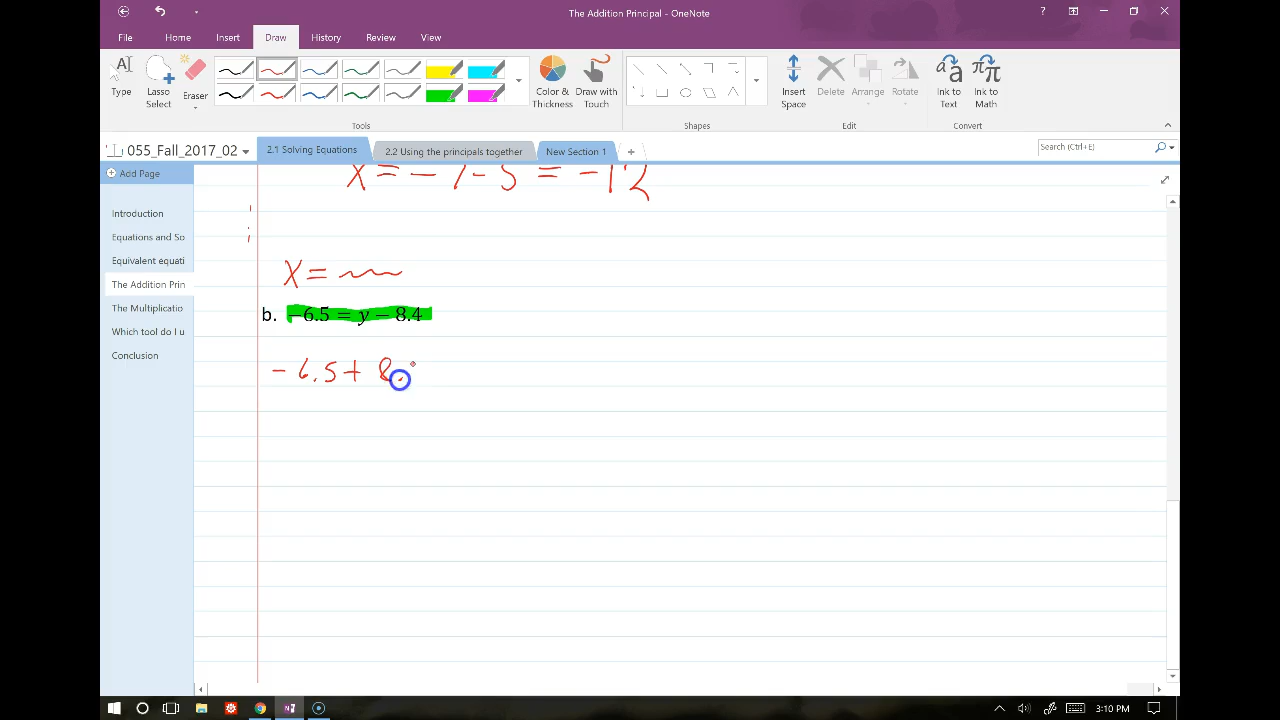 The Addition Principal - OneNote
File Home Insert Draw History Review View
Type
Lasso Select
Eraser
Color & Thickness
Draw with Touch
Insert Space
Delete
Arrange
Rotate
Ink to Text
Ink to Math
Tools
Shapes
Edit
Convert
055_Fall_2017_02
2.1 Solving Equations
2.2 Using the principals together
New Section 1
Search (Ctrl+E)
Add Page
Introduction
Equations and So
Equivalent equati
The Addition Prin
The Multiplicatio
Which tool do I u
Conclusion
x = -7-5 = -12
x =
b. −6.5 = y − 8.4
-6.5 + 8.
3:10 PM